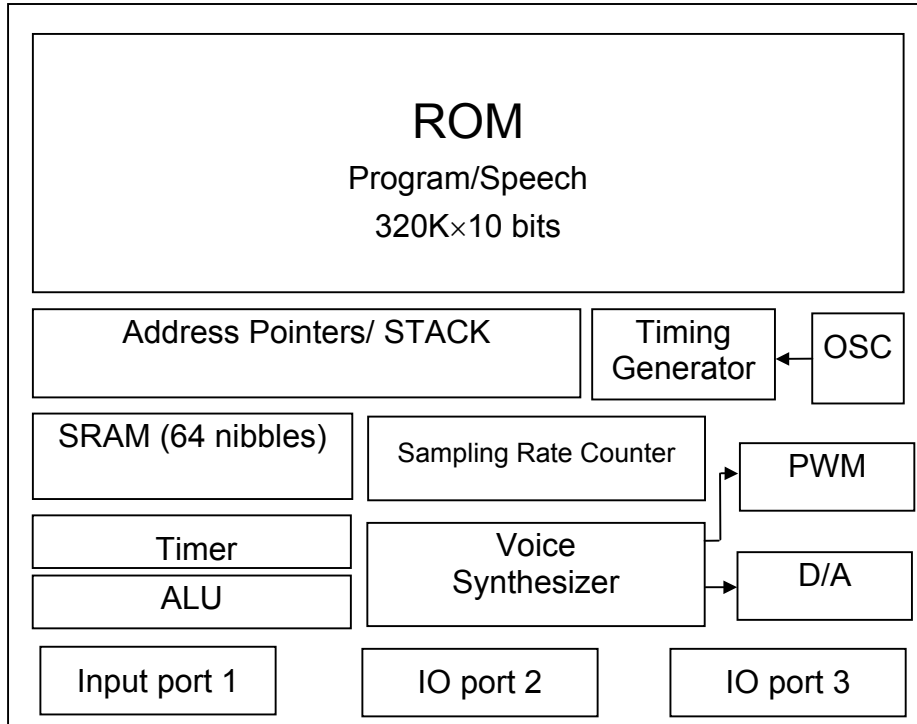 ROM
Program/Speech
320K×10 bits
Address Pointers/ STACK
Timing
Generator
OSC
SRAM (64 nibbles)
Sampling Rate Counter
PWM
Timer
Voice
Synthesizer
D/A
ALU
Input port 1
IO port 2
IO port 3